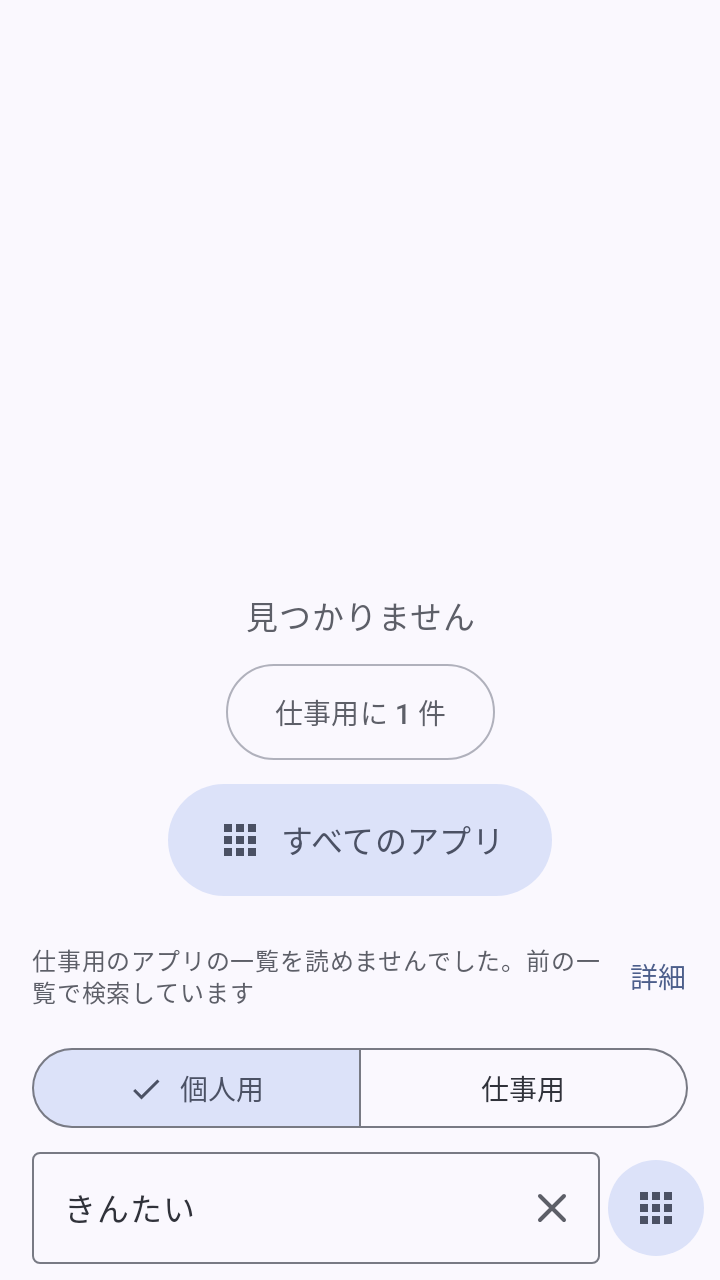 見つかりません
仕事用に 1 件
すべてのアプリ
仕事用のアプリの一覧を読めませんでした。前の一
覧で検索しています
詳細
個人用
仕事用
きんたい